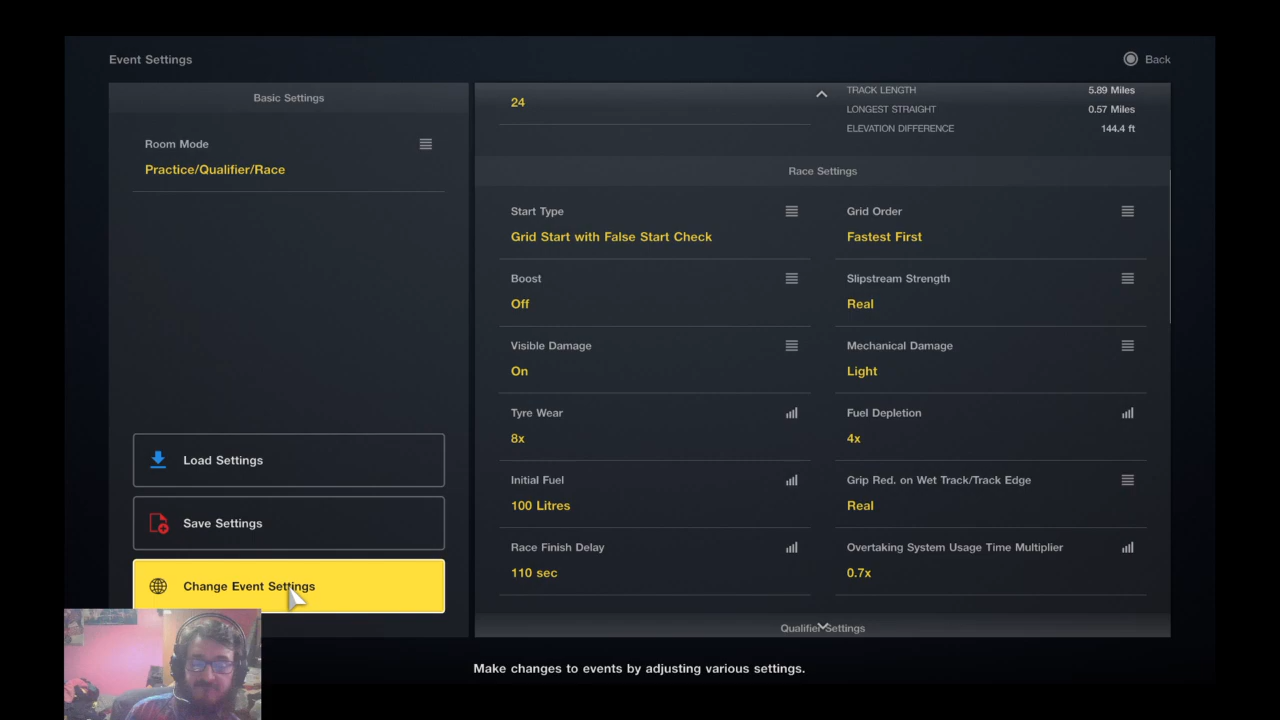 Event Settings
Back
Basic Settings
Room Mode
Practice/Qualifier/Race
Load Settings
Save Settings
Change Event Settings
24
TRACK LENGTH 5.89 Miles
LONGEST STRAIGHT 0.57 Miles
ELEVATION DIFFERENCE 144.4 ft
Race Settings
Start Type
Grid Start with False Start Check
Grid Order
Fastest First
Boost
Off
Slipstream Strength
Real
Visible Damage
On
Mechanical Damage
Light
Tyre Wear
8x
Fuel Depletion
4x
Initial Fuel
100 Litres
Grip Red. on Wet Track/Track Edge
Real
Race Finish Delay
110 sec
Overtaking System Usage Time Multiplier
0.7x
Qualifier Settings
Make changes to events by adjusting various settings.